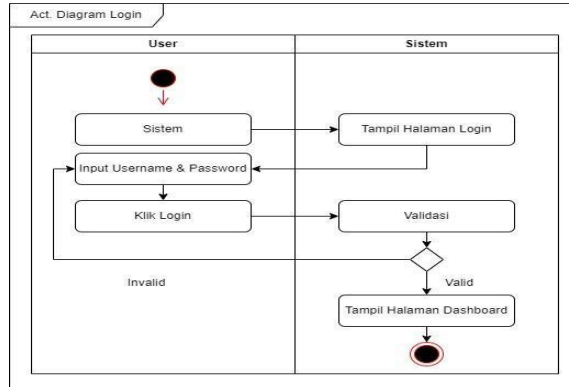 Act. Diagram Login
User
Sistem
Sistem
Tampil Halaman Login
Input Username & Password
Klik Login
Validasi
Invalid
Valid
Tampil Halaman Dashboard